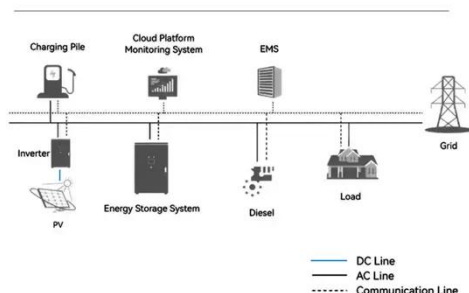 Charging Pile
Cloud Platform
Monitoring System
EMS
Inverter
Grid
PV
Energy Storage System
Diesel
Load
DC Line
AC Line
Communication Line